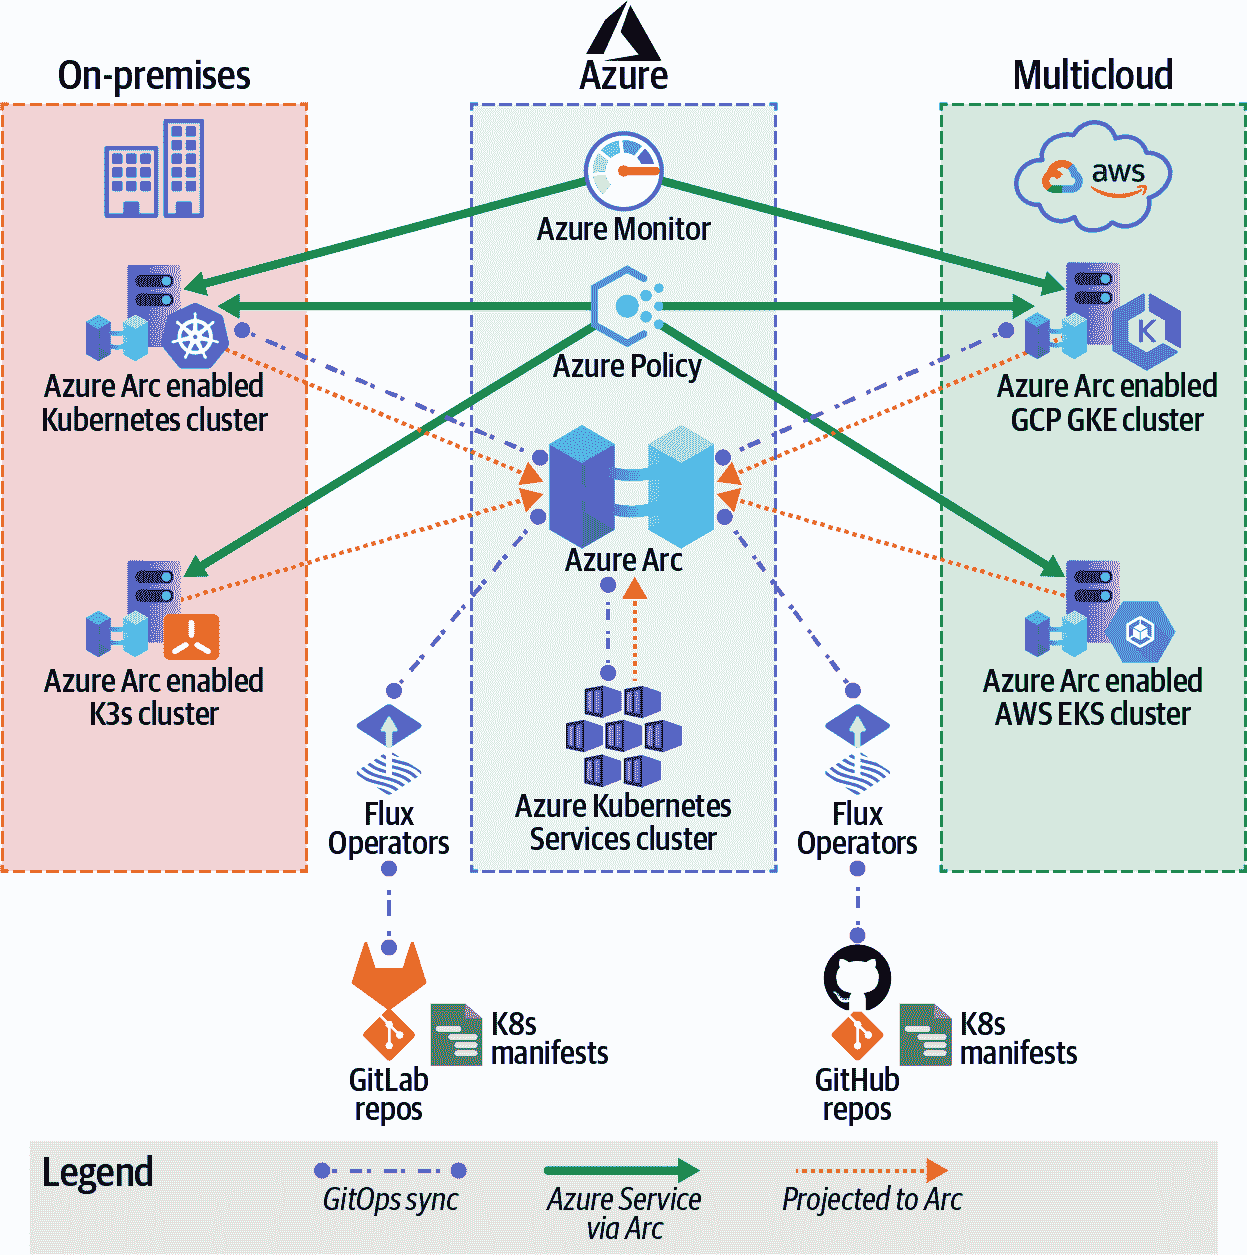 On-premises
Azure
Multicloud
aws
Azure Monitor
Azure Policy
Azure Arc enabled
Kubernetes cluster
K
Azure Arc enabled
GCP GKE cluster
Azure Arc
Azure Arc enabled
K3s cluster
Azure Arc enabled
AWS EKS cluster
Flux
Operators
Azure Kubernetes
Services cluster
Flux
Operators
K8s
manifests
GitLab
repos
K8s
manifests
GitHub
repos
Legend
GitOps sync
Azure Service
via Arc
Projected to Arc